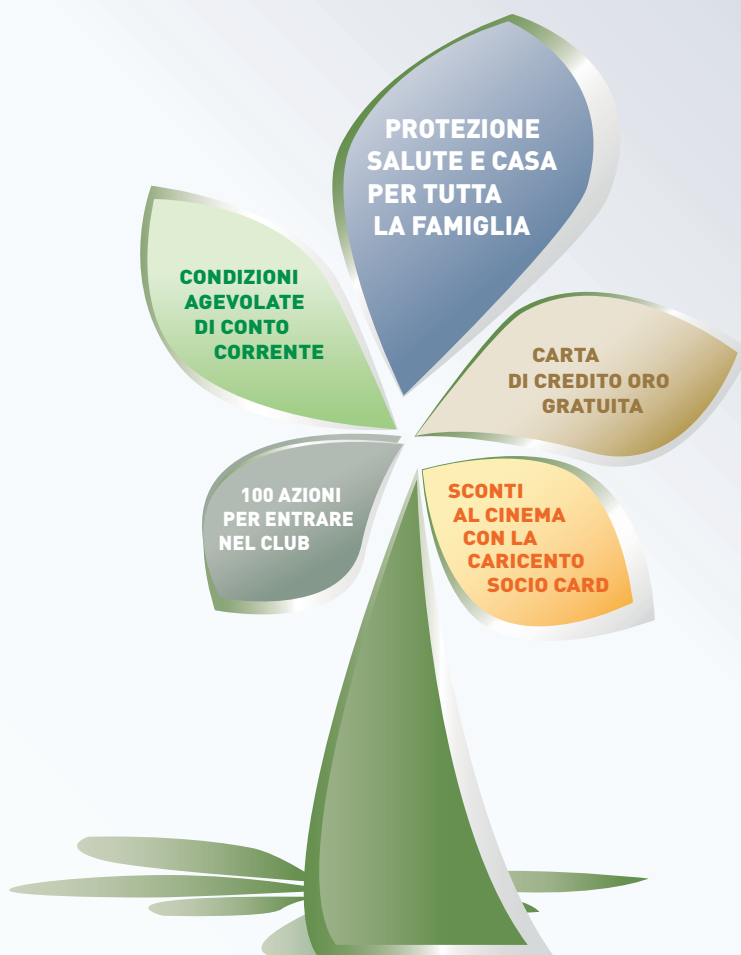 PROTEZIONE
SALUTE E CASA
PER TUTTA
LA FAMIGLIA
CONDIZIONI
AGEVOLATE
DI CONTO
CORRENTE
CARTA
DI CREDITO ORO
GRATUITA
100 AZIONI
PER ENTRARE
NEL CLUB
SCONTI
AL CINEMA
CON LA
CARICENTO
SOCIO CARD